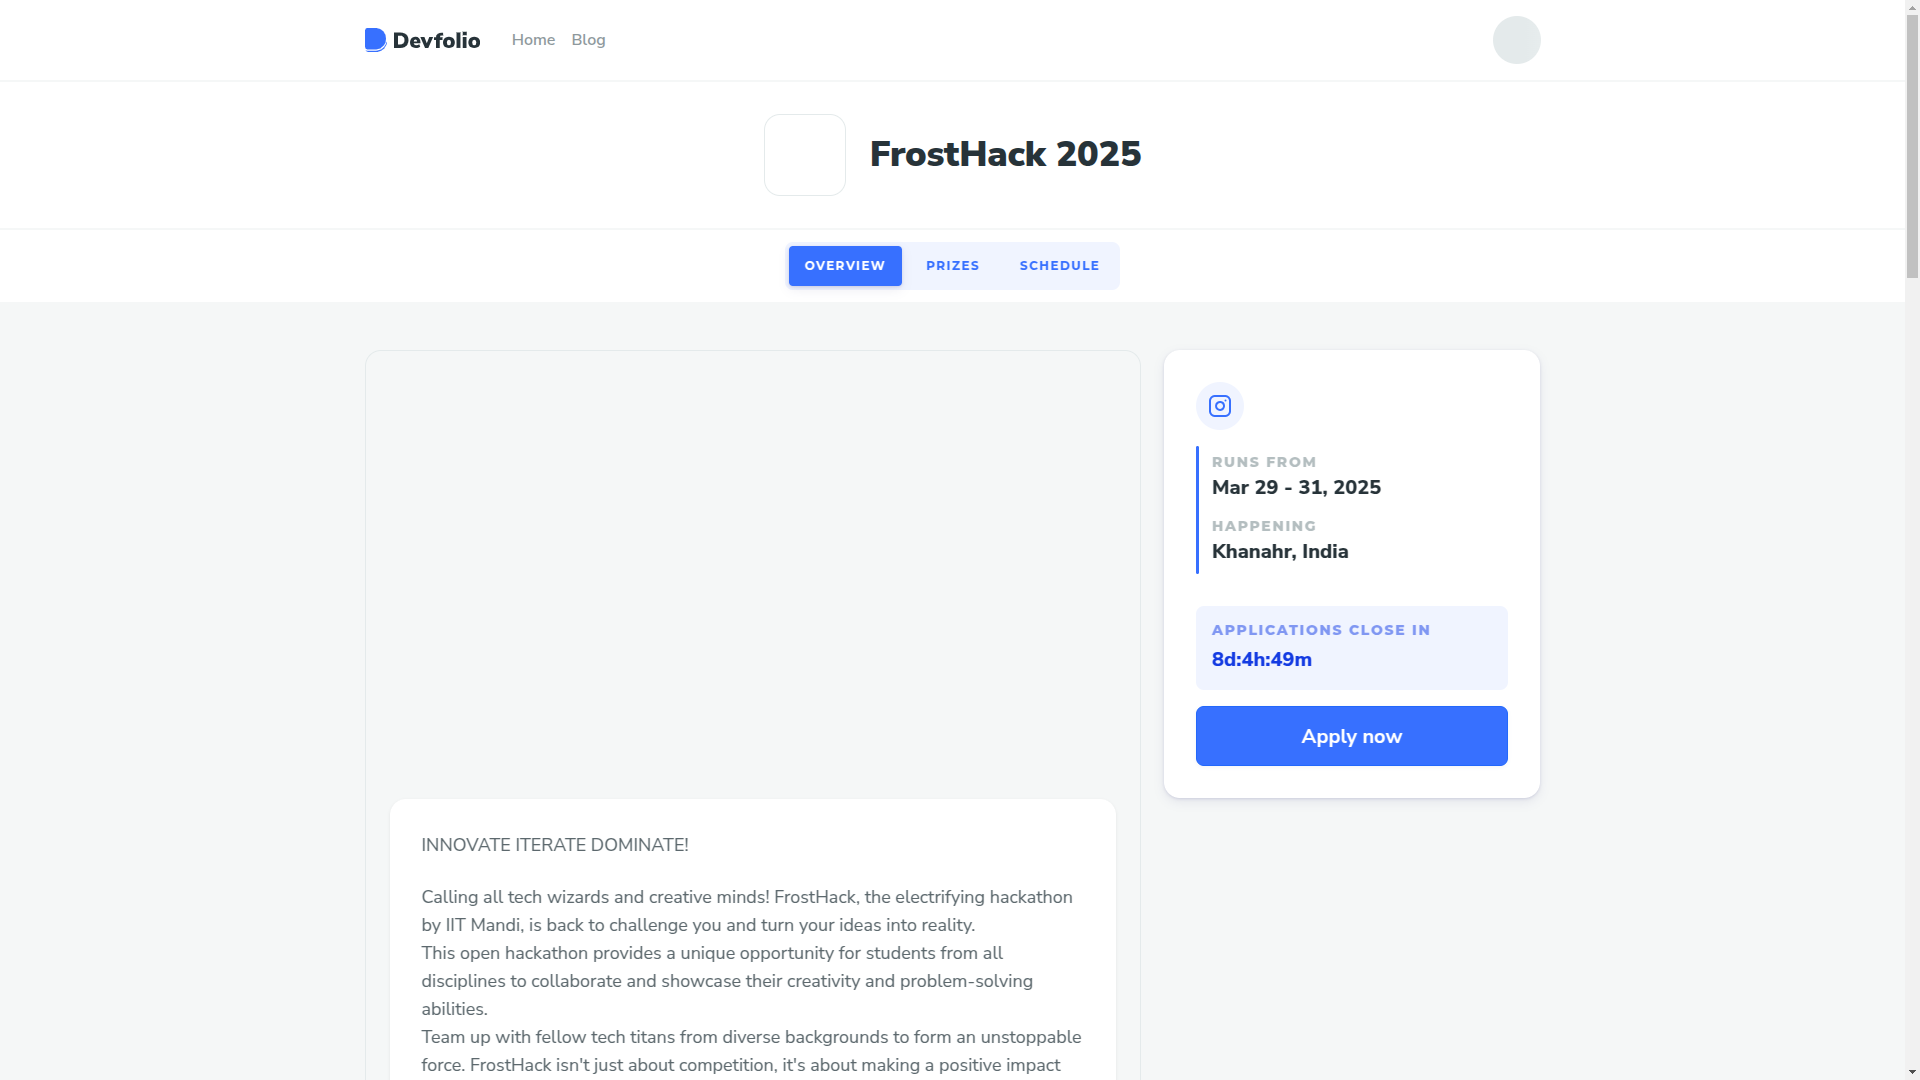 Devfolio
Home
Blog
FrostHack 2025
OVERVIEW
PRIZES
SCHEDULE
RUNS FROM
Mar 29 - 31, 2025
HAPPENING
Khanahr, India
APPLICATIONS CLOSE IN
8d:4h:49m
Apply now
INNOVATE ITERATE DOMINATE!
Calling all tech wizards and creative minds! FrostHack, the electrifying hackathon
by IIT Mandi, is back to challenge you and turn your ideas into reality.
This open hackathon provides a unique opportunity for students from all
disciplines to collaborate and showcase their creativity and problem-solving
abilities.
Team up with fellow tech titans from diverse backgrounds to form an unstoppable
force. FrostHack isn't just about competition, it's about making a positive impact